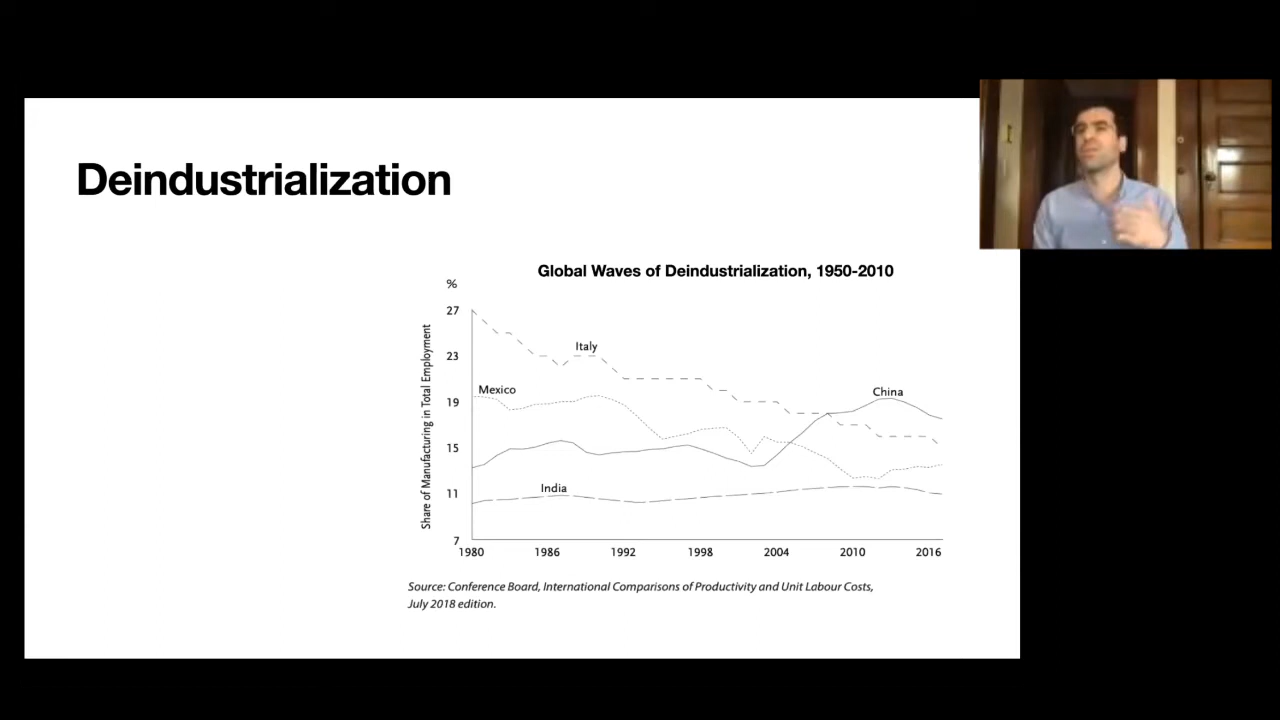 Deindustrialization
Global Waves of Deindustrialization, 1950-2010
%
Share of Manufacturing in Total Employment
27
23
19
15
11
7
Italy
Mexico
China
India
1980 1986 1992 1998 2004 2010 2016
Source: Conference Board, International Comparisons of Productivity and Unit Labour Costs,
July 2018 edition.